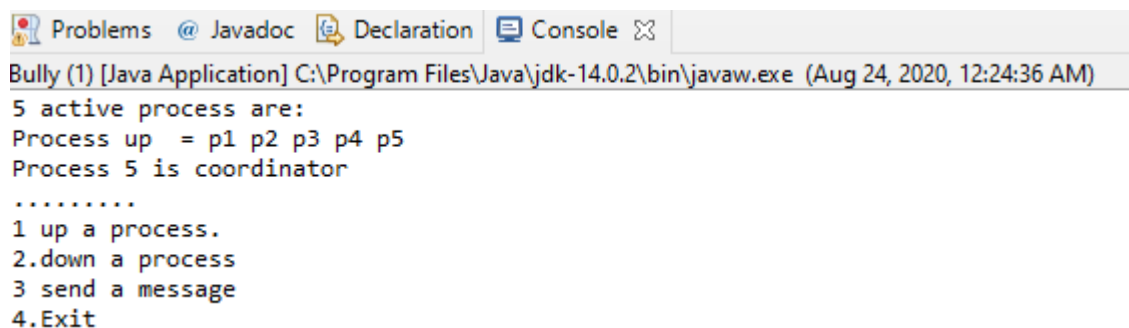 Problems @ Javadoc Declaration Console
Bully (1) [Java Application] C:\Program Files\Java\jdk-14.0.2\bin\javaw.exe (Aug 24, 2020, 12:24:36 AM)
5 active process are:
Process up  = p1 p2 p3 p4 p5
Process 5 is coordinator
.........
1 up a process.
2.down a process
3 send a message
4.Exit